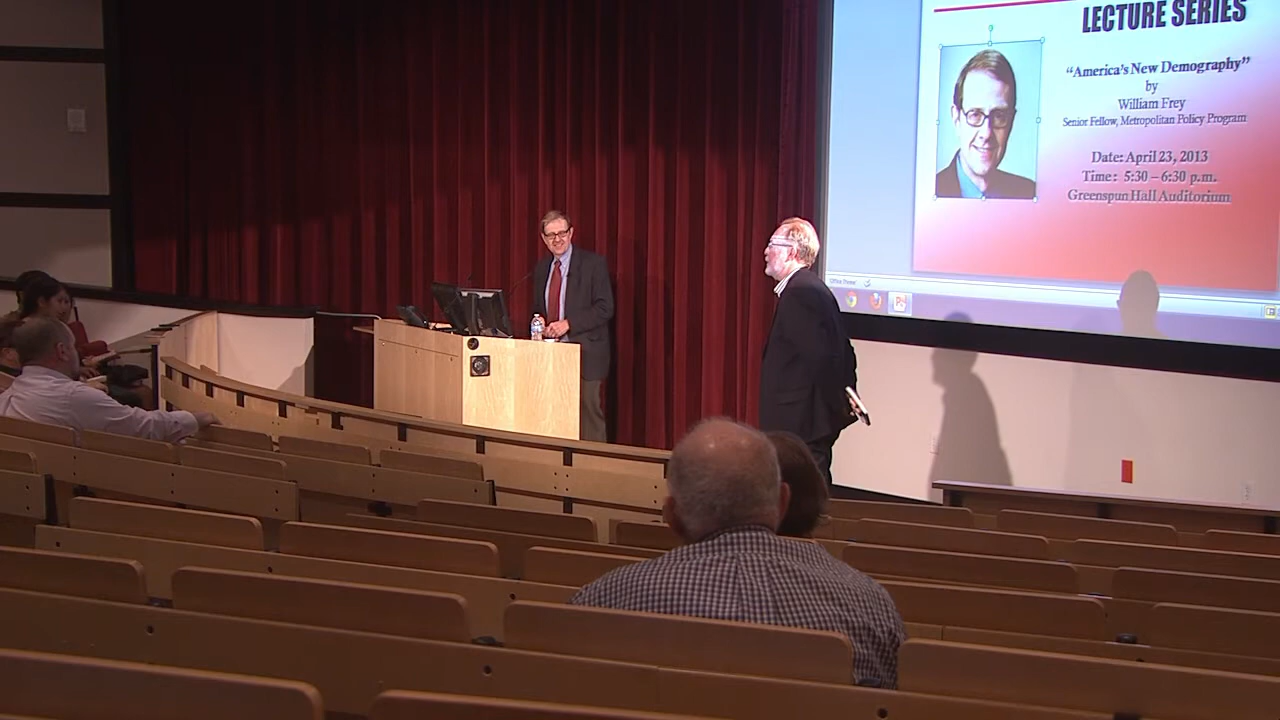 LECTURE SERIES
“America's New Demography”
by
William Frey
Senior Fellow, Metropolitan Policy Program
Date: April 23, 2013
Time: 5:30 – 6:30 p.m.
Greenspun Hall Auditorium